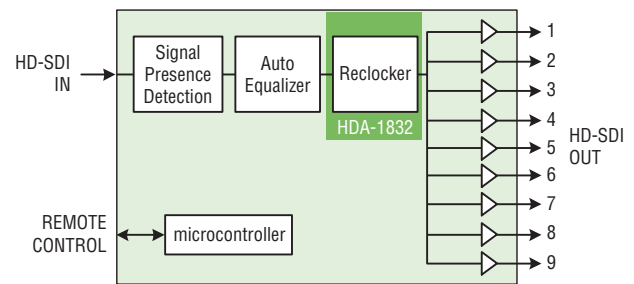 HD-SDI
IN
Signal
Presence
Detection
Auto
Equalizer
Reclocker
HDA-1832
1
2
3
4
5
6
7
8
9
HD-SDI
OUT
REMOTE
CONTROL
microcontroller